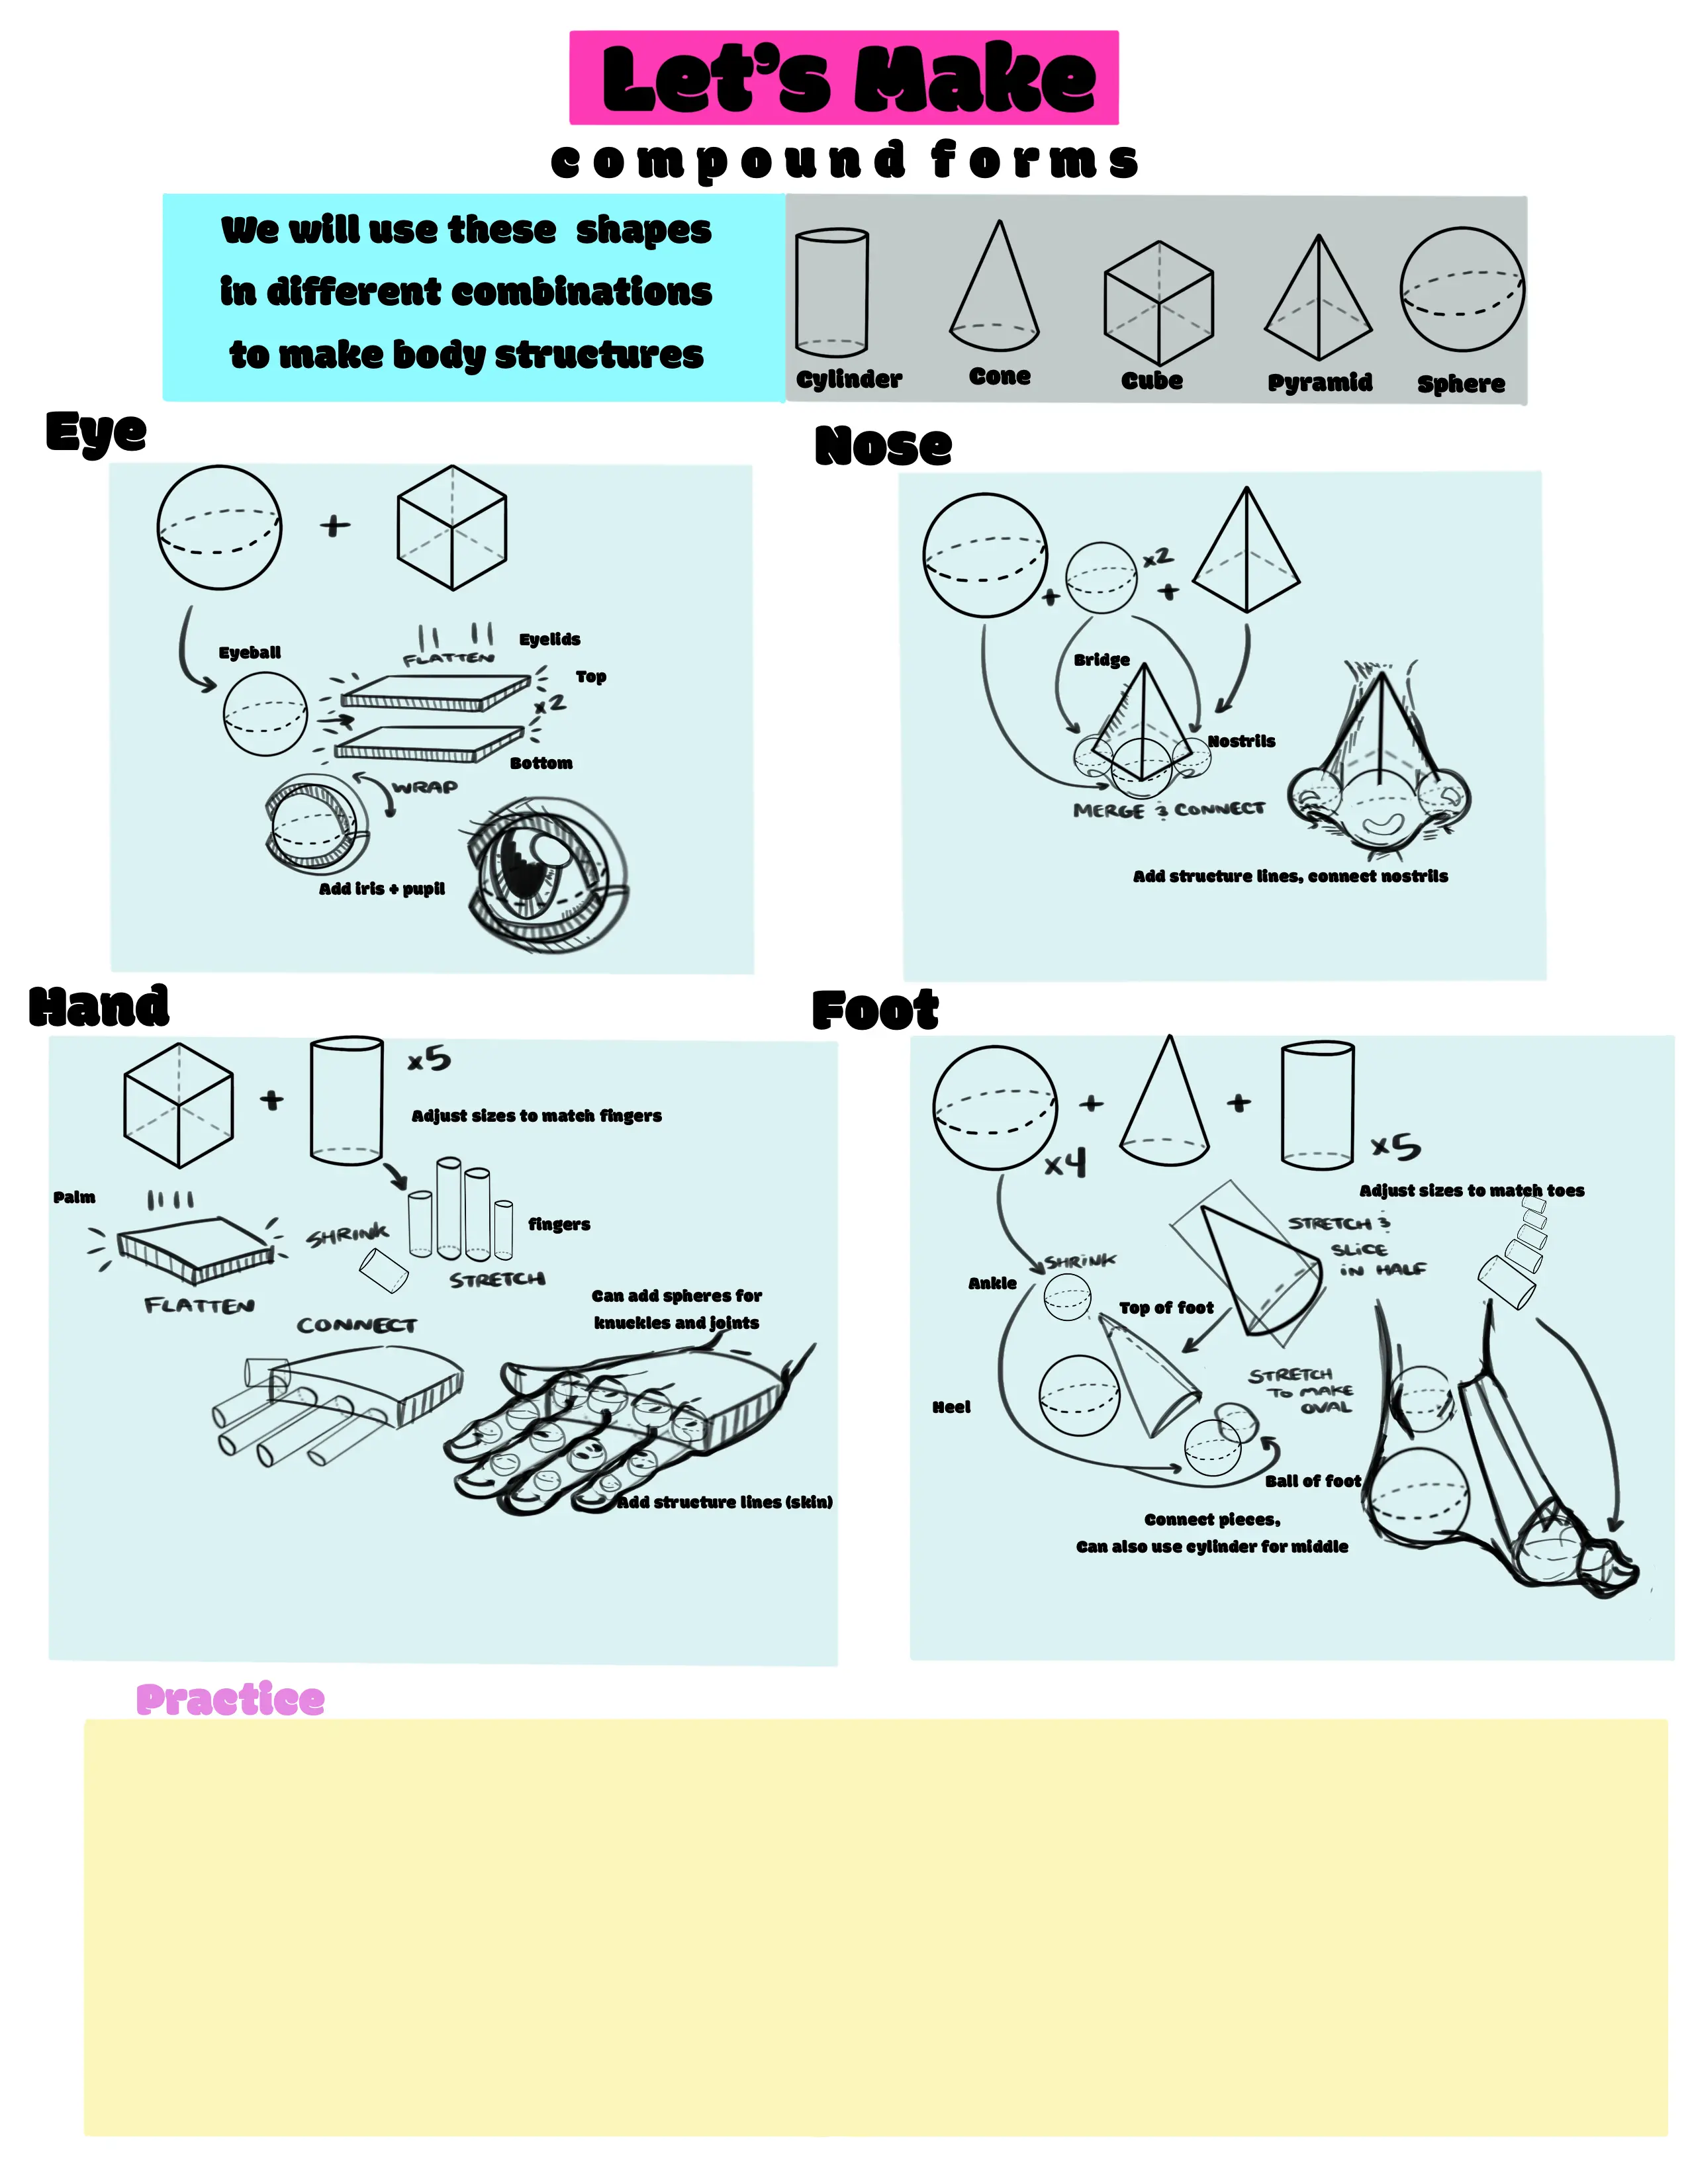 Let's Make
compound forms
We will use these shapes
in different combinations
to make body structures
Cylinder
Cone
Cube
Pyramid
Sphere
Eye
+
Eyeball
FLATTEN
Eyelids
Top
x2
Bottom
WRAP
Add iris + pupil
Nose
+
x2
+
Bridge
Nostrils
MERGE & CONNECT
Add structure lines, connect nostrils
Hand
+
x5
Adjust sizes to match fingers
Palm
FLATTEN
SHRINK
fingers
STRETCH
CONNECT
Can add spheres for
knuckles and joints
Add structure lines (skin)
Foot
+
+
x4
x5
Adjust sizes to match toes
STRETCH &
SLICE
IN HALF
SHRINK
Ankle
Top of foot
STRETCH
TO MAKE
OVAL
Heel
Ball of foot
Connect pieces,
Can also use cylinder for middle
Practice